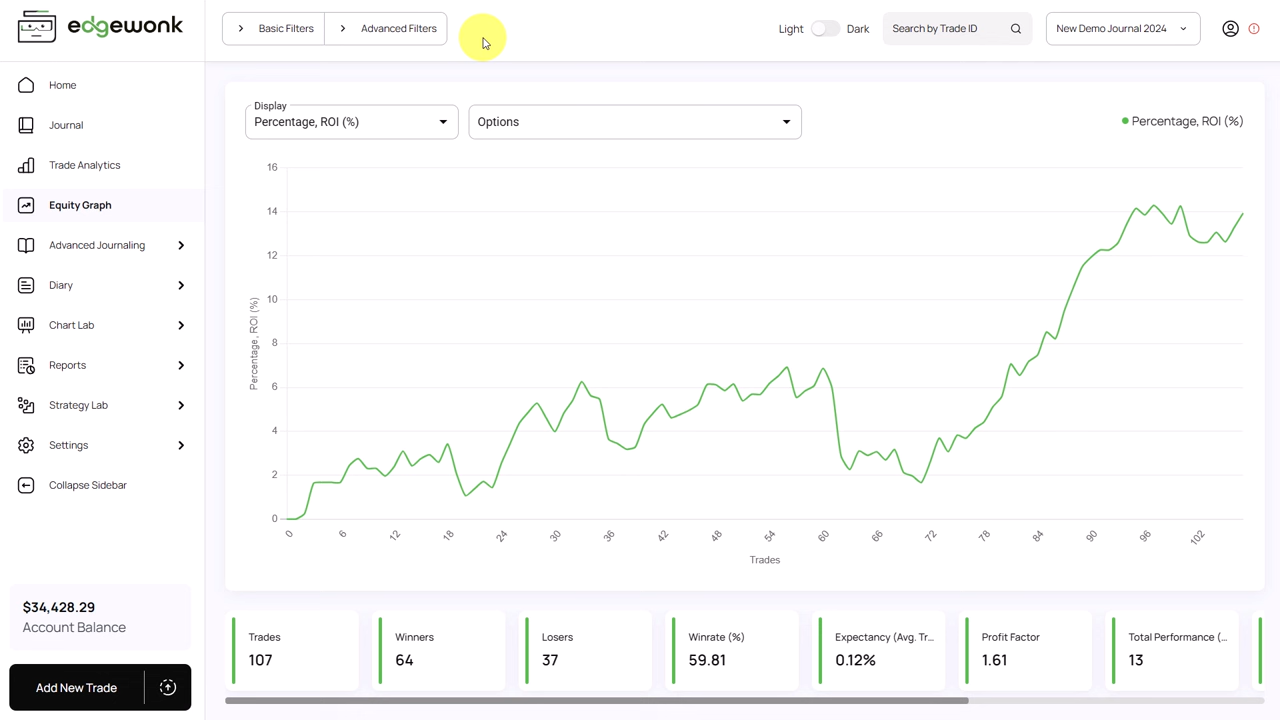 edgewonk
Basic Filters
Advanced Filters
Light
Dark
Search by Trade ID
New Demo Journal 2024
Home
Journal
Trade Analytics
Equity Graph
Advanced Journaling
Diary
Chart Lab
Reports
Strategy Lab
Settings
Collapse Sidebar
$34,428.29
Account Balance
Add New Trade
Display
Percentage, ROI (%)
Options
Percentage, ROI (%)
Percentage, ROI (%)
16
14
12
10
8
6
4
2
0
0 6 12 18 24 30 36 42 48 54 60 66 72 78 84 90 96 102
Trades
Trades
107
Winners
64
Losers
37
Winrate (%)
59.81
Expectancy (Avg. Tr...
0.12%
Profit Factor
1.61
Total Performance (...
13